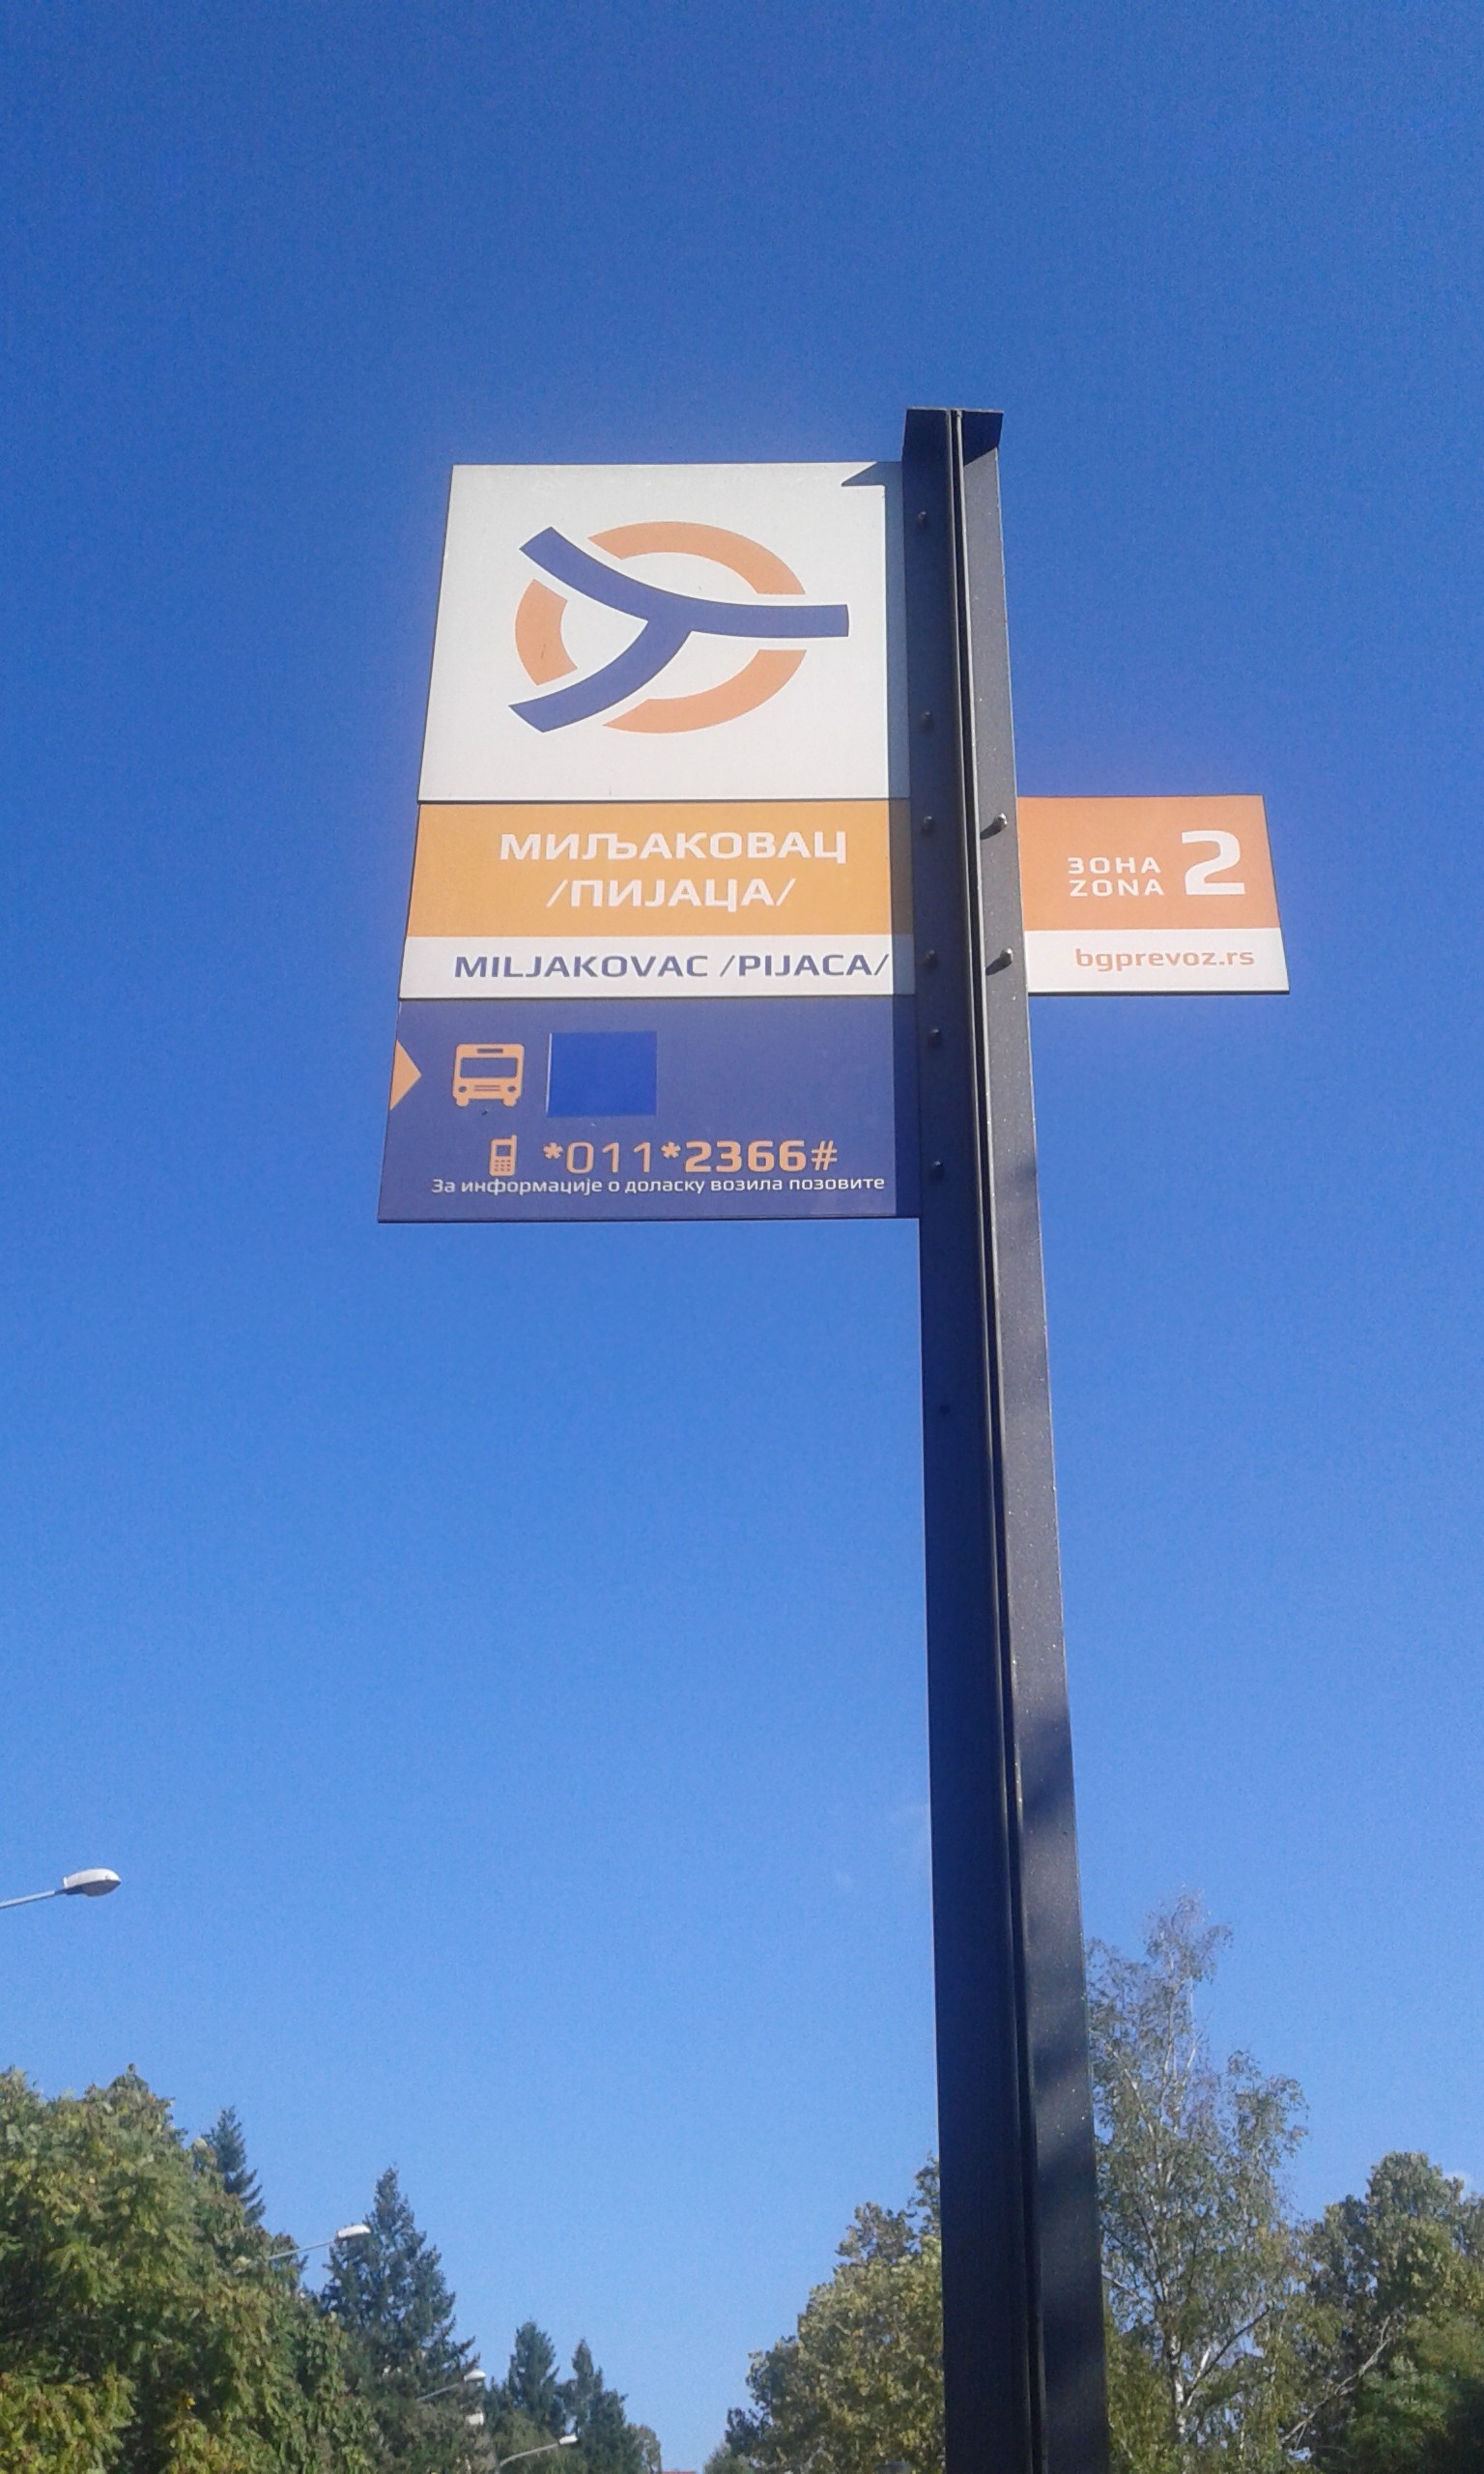 МИЉАКОВАЦ
/ПИЈАЦА/
MILJAKOVAC /PIJACA/
*011*2366#
За информације о доласку возила позовите
ЗОНА
ZONA
2
bgprevoz.rs